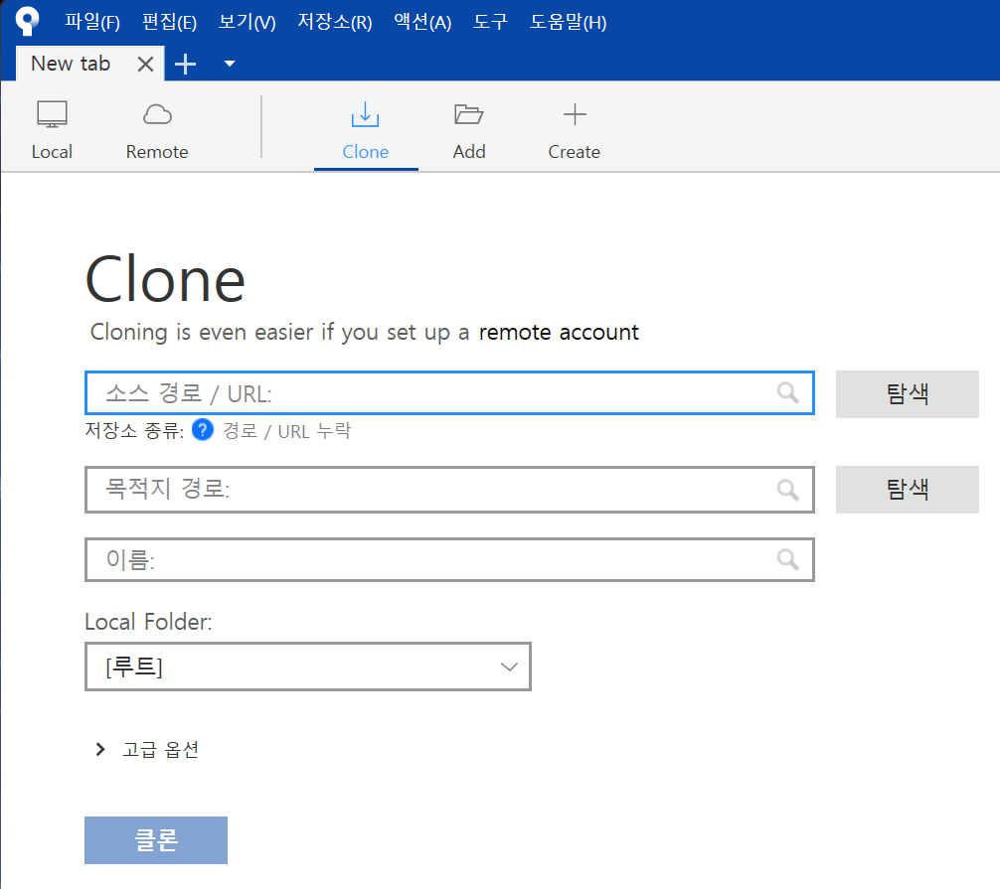 파일(F) 편집(E) 보기(V) 저장소(R) 액션(A) 도구 도움말(H)
New tab
Local Remote Clone Add Create
Clone
Cloning is even easier if you set up a remote account
소스 경로 / URL: 탐색
저장소 종류: ? 경로 / URL 누락
목적지 경로: 탐색
이름:
Local Folder:
[루트]
고급 옵션
클론